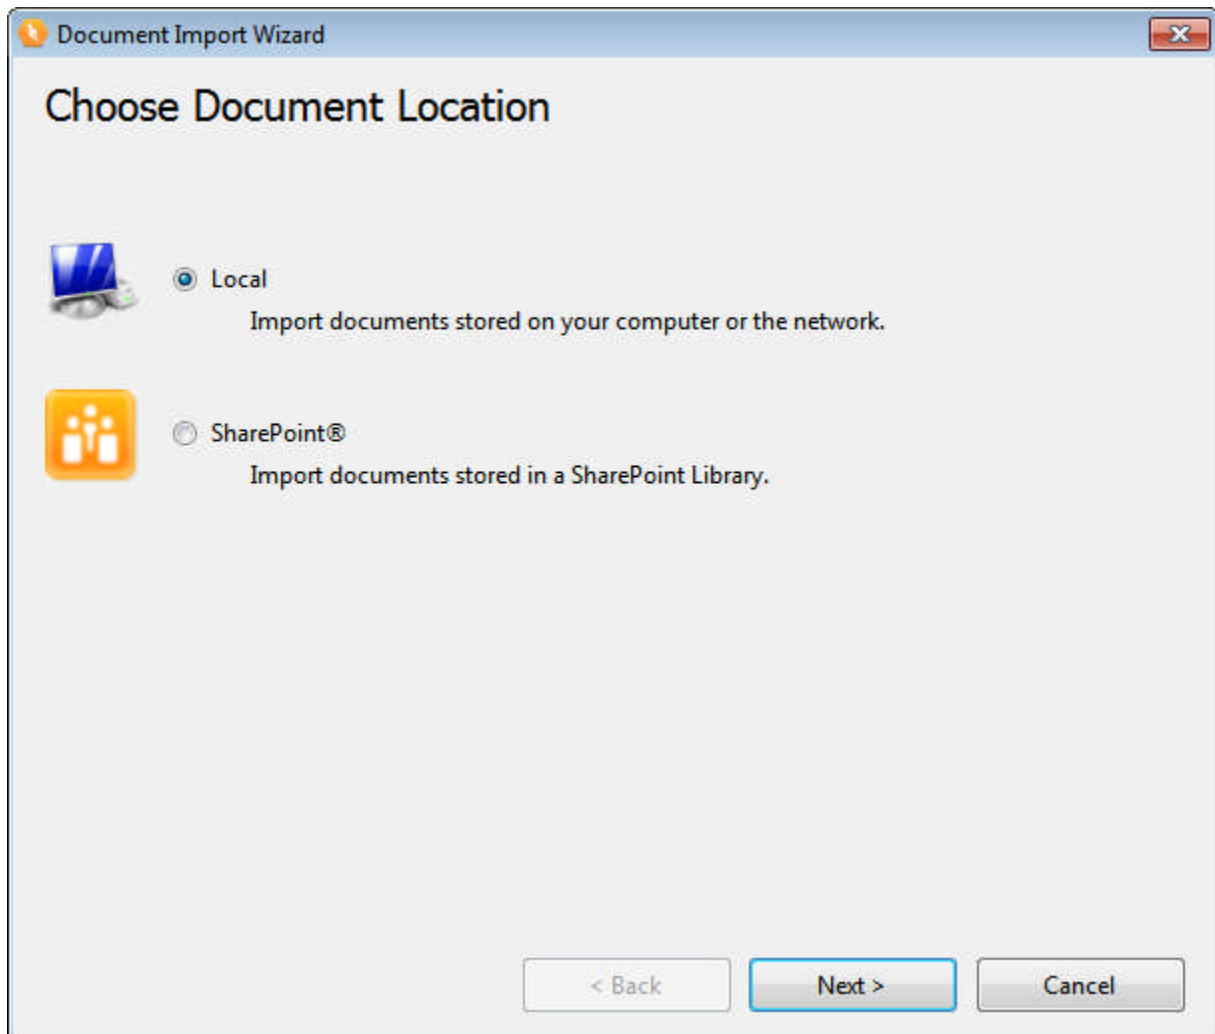 Document Import Wizard
Choose Document Location
Local
Import documents stored on your computer or the network.
SharePoint®
Import documents stored in a SharePoint Library.
< Back
Next >
Cancel